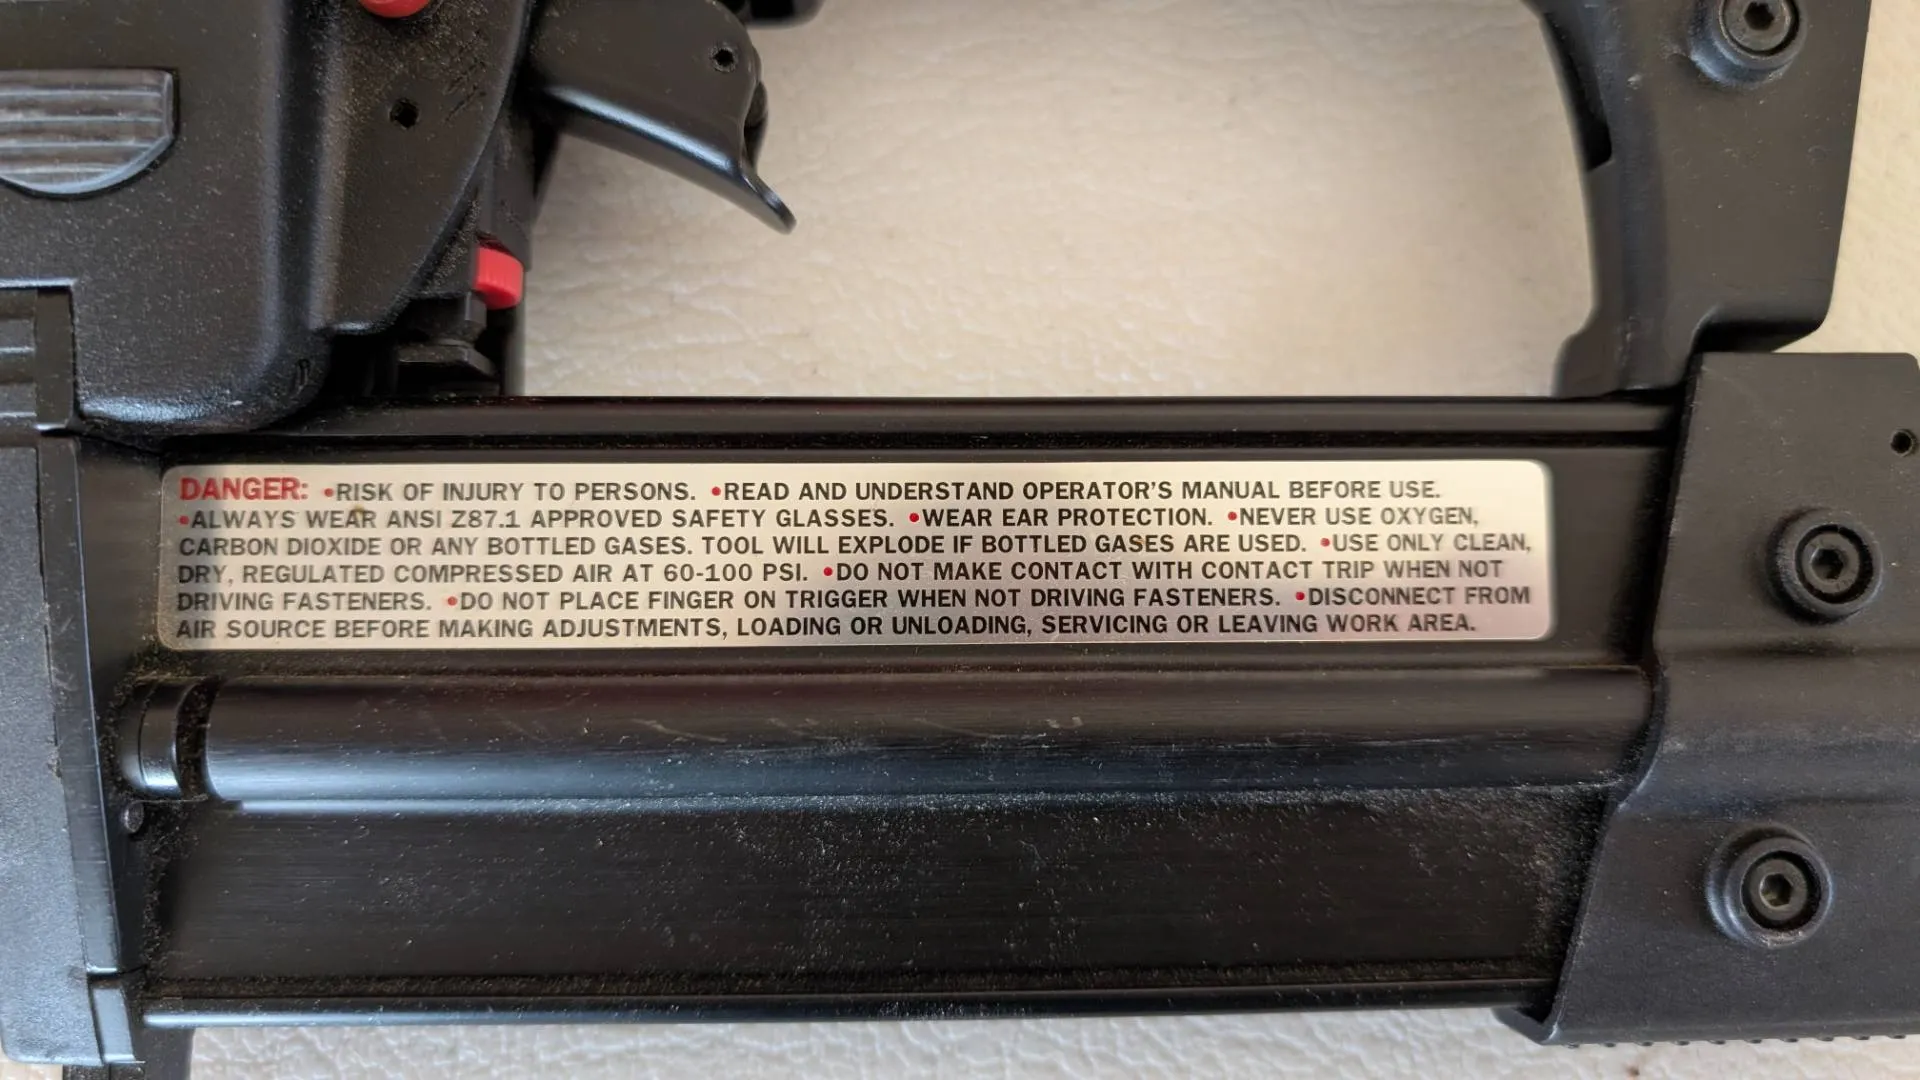 DANGER: •RISK OF INJURY TO PERSONS. •READ AND UNDERSTAND OPERATOR'S MANUAL BEFORE USE.
•ALWAYS WEAR ANSI Z87.1 APPROVED SAFETY GLASSES. •WEAR EAR PROTECTION. •NEVER USE OXYGEN,
CARBON DIOXIDE OR ANY BOTTLED GASES. TOOL WILL EXPLODE IF BOTTLED GASES ARE USED. •USE ONLY CLEAN,
DRY, REGULATED COMPRESSED AIR AT 60-100 PSI. •DO NOT MAKE CONTACT WITH CONTACT TRIP WHEN NOT
DRIVING FASTENERS. •DO NOT PLACE FINGER ON TRIGGER WHEN NOT DRIVING FASTENERS. •DISCONNECT FROM
AIR SOURCE BEFORE MAKING ADJUSTMENTS, LOADING OR UNLOADING, SERVICING OR LEAVING WORK AREA.